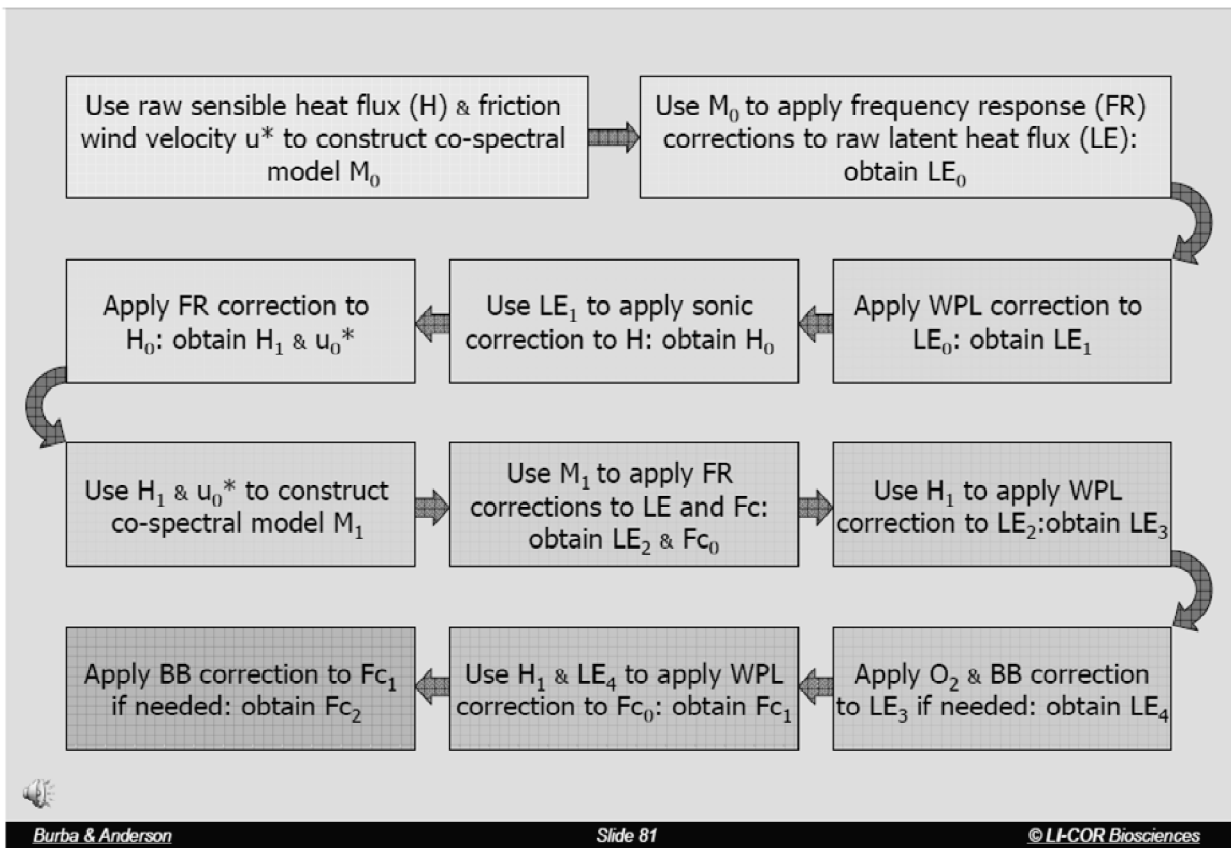 Use raw sensible heat flux (H) & friction
wind velocity u* to construct co-spectral
model M₀
Use M₀ to apply frequency response (FR)
corrections to raw latent heat flux (LE):
obtain LE₀
Apply WPL correction to
LE₀: obtain LE₁
Use LE₁ to apply sonic
correction to H: obtain H₀
Apply FR correction to
H₀: obtain H₁ & u₀*
Use H₁ & u₀* to construct
co-spectral model M₁
Use M₁ to apply FR
corrections to LE and Fc:
obtain LE₂ & Fc₀
Use H₁ to apply WPL
correction to LE₂:obtain LE₃
Apply O₂ & BB correction
to LE₃ if needed: obtain LE₄
Use H₁ & LE₄ to apply WPL
correction to Fc₀: obtain Fc₁
Apply BB correction to Fc₁
if needed: obtain Fc₂
Burba & Anderson
Slide 81
© LI-COR Biosciences